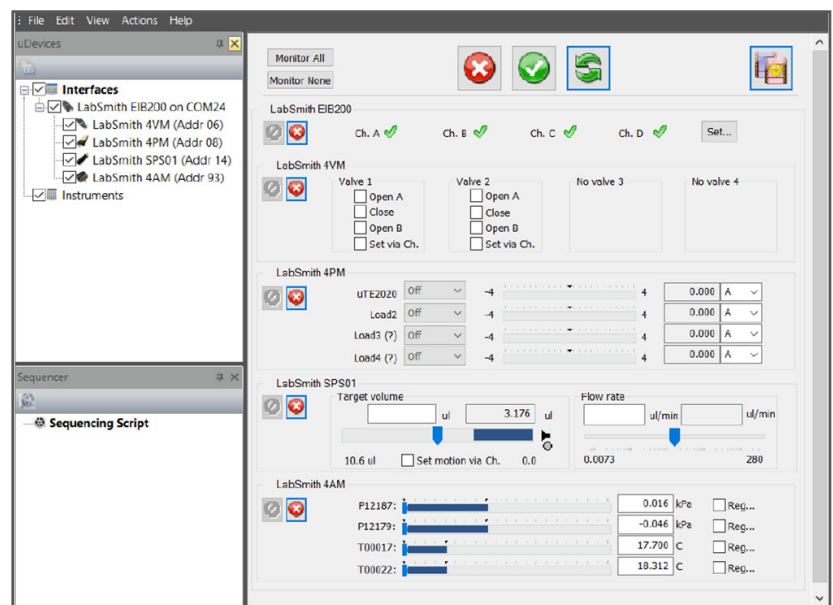 File Edit View Actions Help
uDevices
Interfaces
LabSmith EIB200 on COM24
LabSmith 4VM (Addr 06)
LabSmith 4PM (Addr 08)
LabSmith SPS01 (Addr 14)
LabSmith 4AM (Addr 93)
Instruments
Sequencer
Sequencing Script
Monitor All
Monitor None
LabSmith EIB200
Ch. A Ch. B Ch. C Ch. D Set...
LabSmith 4VM
Valve 1 Valve 2 No valve 3 No valve 4
Open A Open A
Close Close
Open B Open B
Set via Ch. Set via Ch.
LabSmith 4PM
uTE2020 Off -4 4 0.000 A
Load2 Off -4 4 0.000 A
Load3 (?) Off -4 4 0.000 A
Load4 (?) Off -4 4 0.000 A
LabSmith SPS01
Target volume Flow rate
ul 3.176 ul ul/min ul/min
10.6 ul Set motion via Ch. 0.0 0.0073 280
LabSmith 4AM
P12187: 0.016 kPa Reg...
P12179: -0.046 kPa Reg...
T00017: 17.700 C Reg...
T00022: 18.312 C Reg...